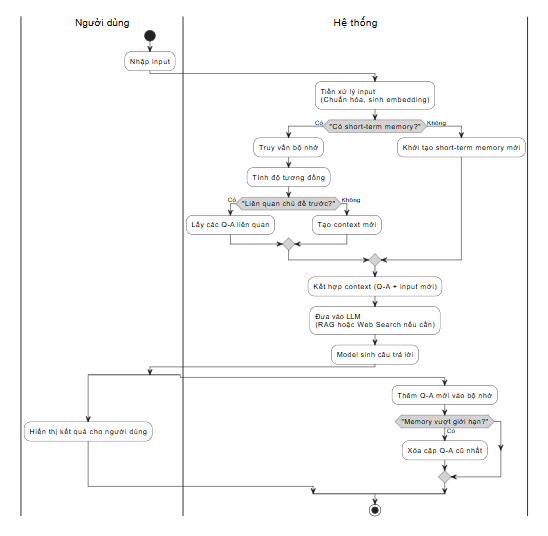 Người dùng
Hệ thống
Nhập input
Tiền xử lý input
(Chuẩn hóa, sinh embedding)
"Có short-term memory?"
Có
Không
Truy vấn bộ nhớ
Khởi tạo short-term memory mới
Tính độ tương đồng
"Liên quan chủ đề trước?"
Có
Không
Lấy các Q-A liên quan
Tạo context mới
Kết hợp context (Q-A + input mới)
Đưa vào LLM
(RAG hoặc Web Search nếu cần)
Model sinh câu trả lời
Thêm Q-A mới vào bộ nhớ
Hiển thị kết quả cho người dùng
"Memory vượt giới hạn?"
Có
Xóa cặp Q-A cũ nhất